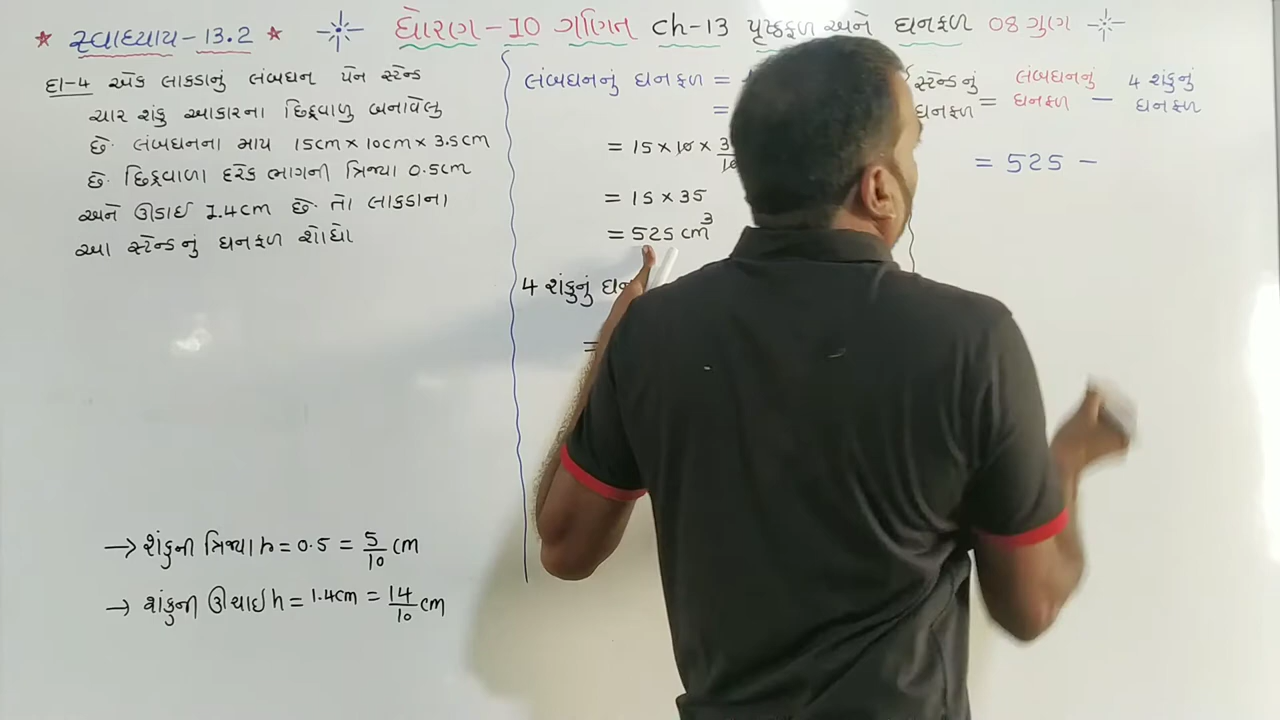 ★ સ્વાધ્યાય-13.2 ★ ધોરણ-10 ગણિત ch-13 પૃષ્ઠફળ અને ઘનફળ 08 ગુણ
દા-4 એક લાકડાનું લંબઘન પેન સ્ટેન્ડ
ચાર શંકુ આકારના છિદ્રવાળુ બનાવેલુ
છે. લંબઘનના માપ 15cm x 10cm x 3.5cm
છે. છિદ્રવાળા દરેક ભાગની ત્રિજ્યા 0.5cm
અને ઊંડાઈ 1.4cm છે. તો લાકડાના
આ સ્ટેન્ડનું ઘનફળ શોધો
→ શંકુની ત્રિજ્યા r = 0.5 = 5/10 cm
→ શંકુની ઊચાઇ h = 1.4cm = 14/10 cm
લંબઘનનું ઘનફળ =
=
= 15 x 10 x
= 15 x 35
= 525 cm³
4 શંકુનું
=
સ્ટેન્ડનું ઘનફળ = લંબઘનનું ઘનફળ – 4 શંકુનું ઘનફળ
= 525 –